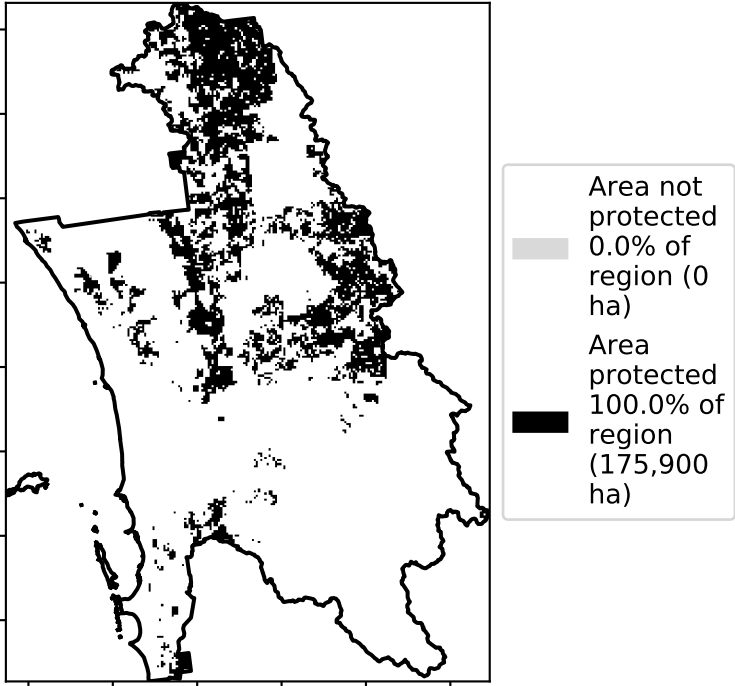 Area not
protected
0.0% of
region (0
ha)
Area
protected
100.0% of
region
(175,900
ha)